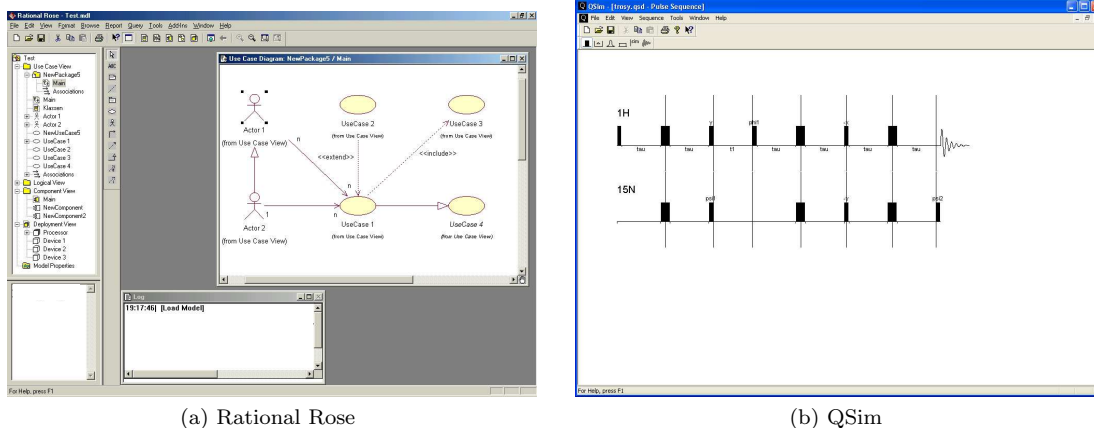 Rational Rose - Test.mdl
File Edit View Format Browse Report Query Tools AddIns Window Help
Test
Use Case View
NewPackage5
Main
Associations
Main
Klassen
Actor 1
Actor 2
NewUseCase5
UseCase 1
UseCase 2
UseCase 3
UseCase 4
Associations
Logical View
Component View
Main
NewComponent
NewComponent2
Deployment View
Processor
Device 1
Device 2
Device 3
Model Properties
ABC
Use Case Diagram: NewPackage5 / Main
Actor 1
(from Use Case View)
UseCase 2
(from Use Case View)
UseCase 3
(from Use Case View)
n
<<extend>>
<<include>>
n
Actor 2
(from Use Case View)
1
n
UseCase 1
(from Use Case View)
UseCase 4
(from Use Case View)
Log
19:17:46| [Load Model]
For Help, press F1
(a) Rational Rose
QSim - [trosy.qsd - Pulse Sequence]
File Edit View Sequence Tools Window Help
sim
1H
y phi1 -x
tau tau t1 tau tau tau tau
15N
psi1 -y psi2
For Help, press F1
(b) QSim